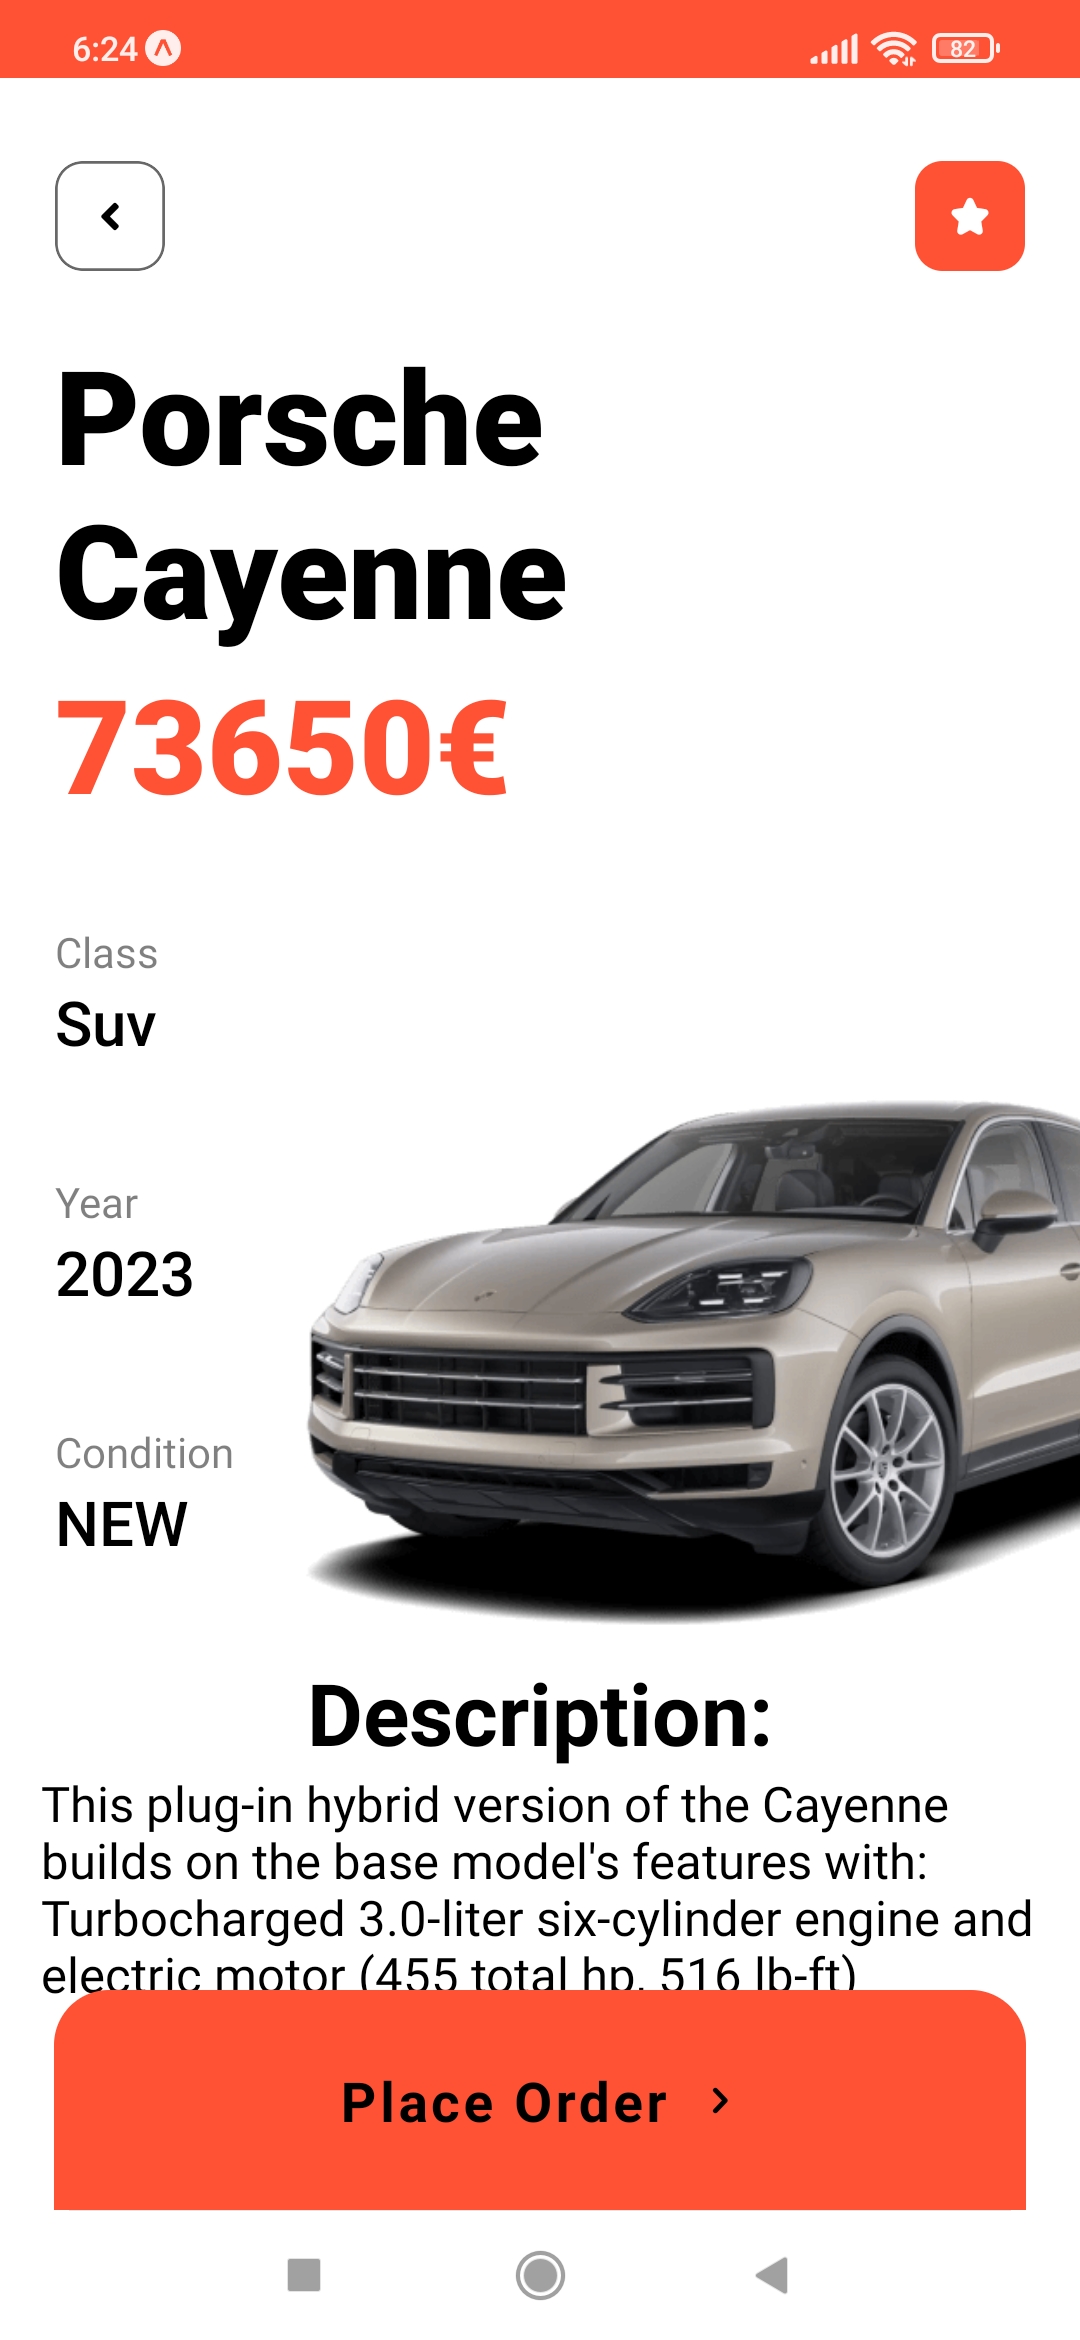 6:24
82
Porsche
Cayenne
73650€
Class
Suv
Year
2023
Condition
NEW
Description:
This plug-in hybrid version of the Cayenne
builds on the base model's features with:
Turbocharged 3.0-liter six-cylinder engine and
electric motor (455 total hp, 516 lb-ft)
Place Order